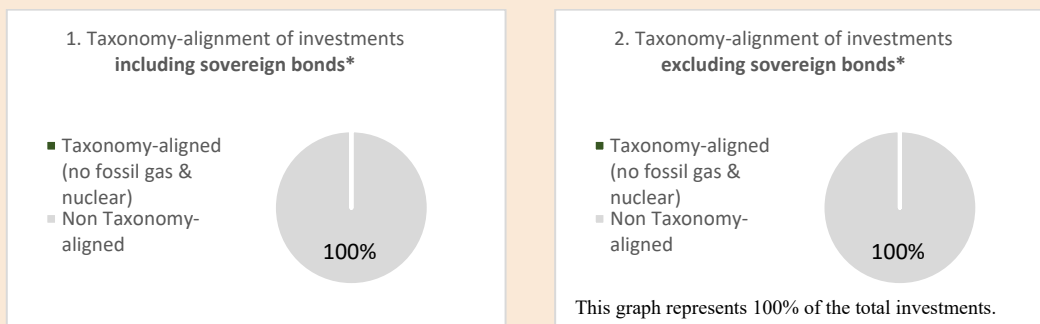 1. Taxonomy-alignment of investments
including sovereign bonds*
Taxonomy-aligned
(no fossil gas &
nuclear)
Non Taxonomy-
aligned
100%
2. Taxonomy-alignment of investments
excluding sovereign bonds*
Taxonomy-aligned
(no fossil gas &
nuclear)
Non Taxonomy-
aligned
100%
This graph represents 100% of the total investments.